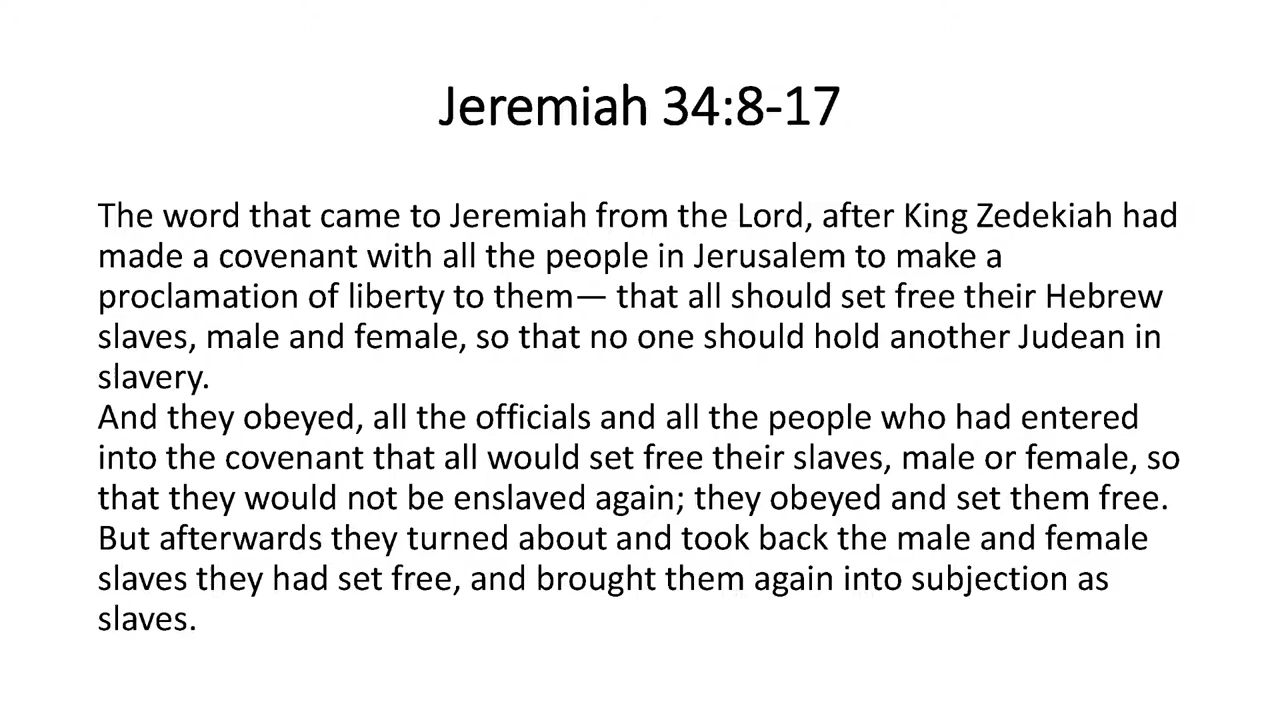 Jeremiah 34:8-17
The word that came to Jeremiah from the Lord, after King Zedekiah had
made a covenant with all the people in Jerusalem to make a
proclamation of liberty to them— that all should set free their Hebrew
slaves, male and female, so that no one should hold another Judean in
slavery.
And they obeyed, all the officials and all the people who had entered
into the covenant that all would set free their slaves, male or female, so
that they would not be enslaved again; they obeyed and set them free.
But afterwards they turned about and took back the male and female
slaves they had set free, and brought them again into subjection as
slaves.